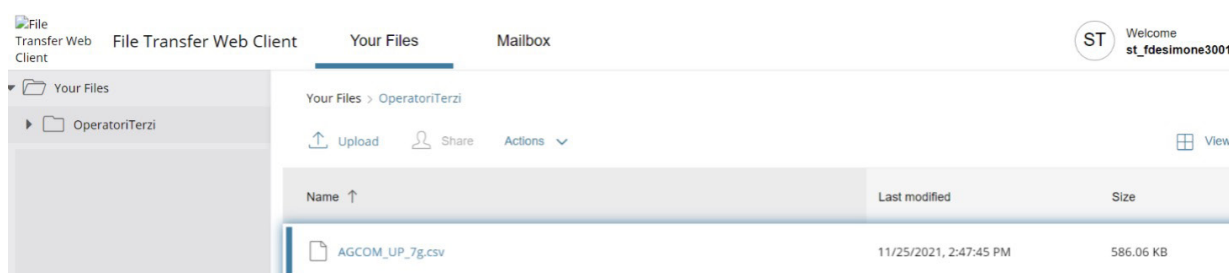 File
Transfer Web
Client
File Transfer Web Client
Your Files
Mailbox
ST
Welcome
st_fdesimone3001
Your Files
OperatoriTerzi
Your Files > OperatoriTerzi
Upload
Share
Actions
View
Name ↑
Last modified
Size
AGCOM_UP_7g.csv
11/25/2021, 2:47:45 PM
586.06 KB